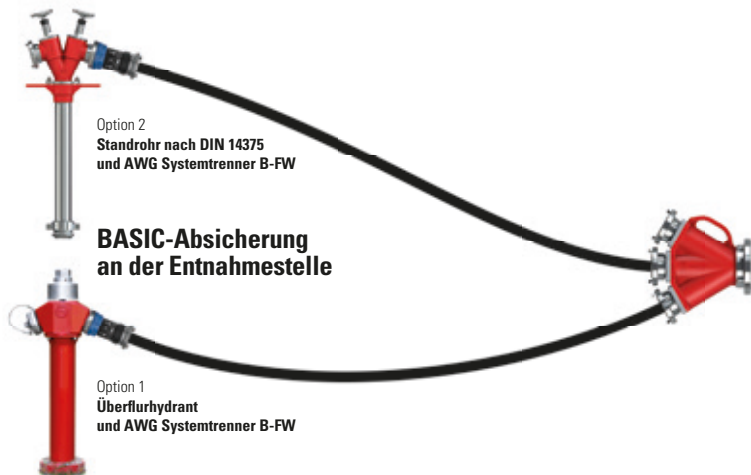 Option 2
Standrohr nach DIN 14375
und AWG Systemtrenner B-FW
BASIC-Absicherung
an der Entnahmestelle
Option 1
Überflurhydrant
und AWG Systemtrenner B-FW